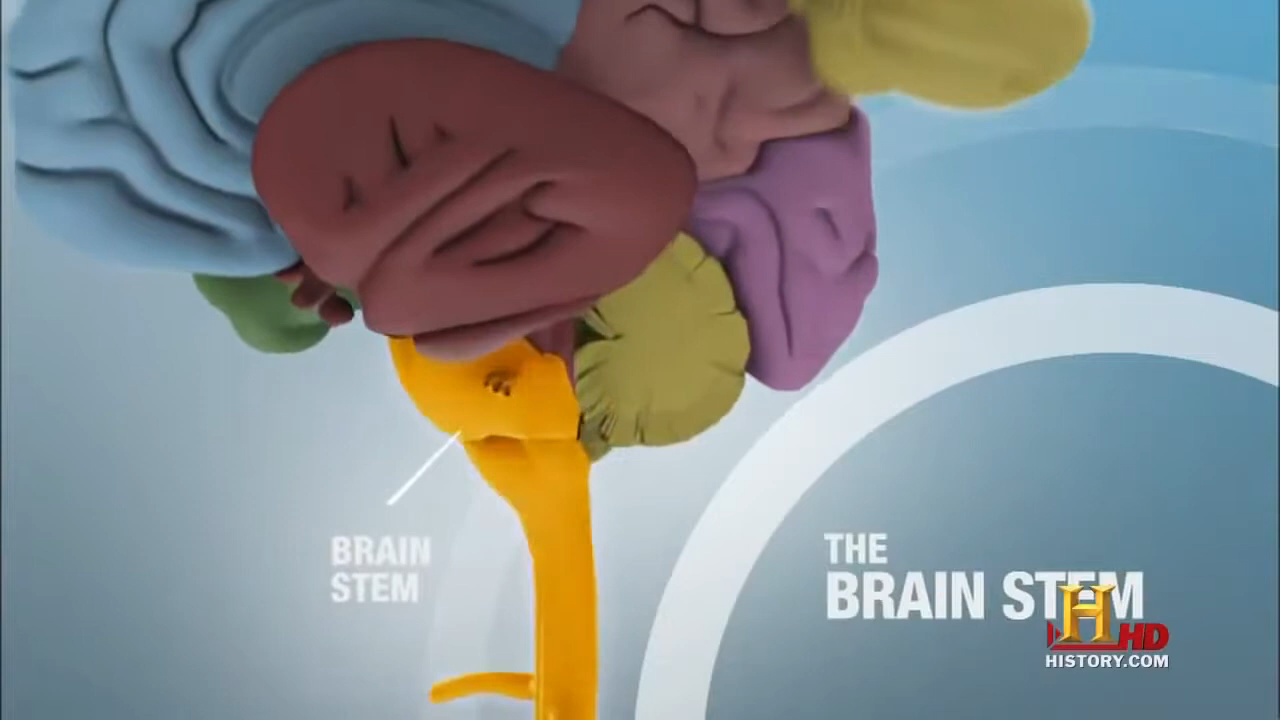 BRAIN
STEM
THE
BRAIN STEM
H HD
HISTORY.COM